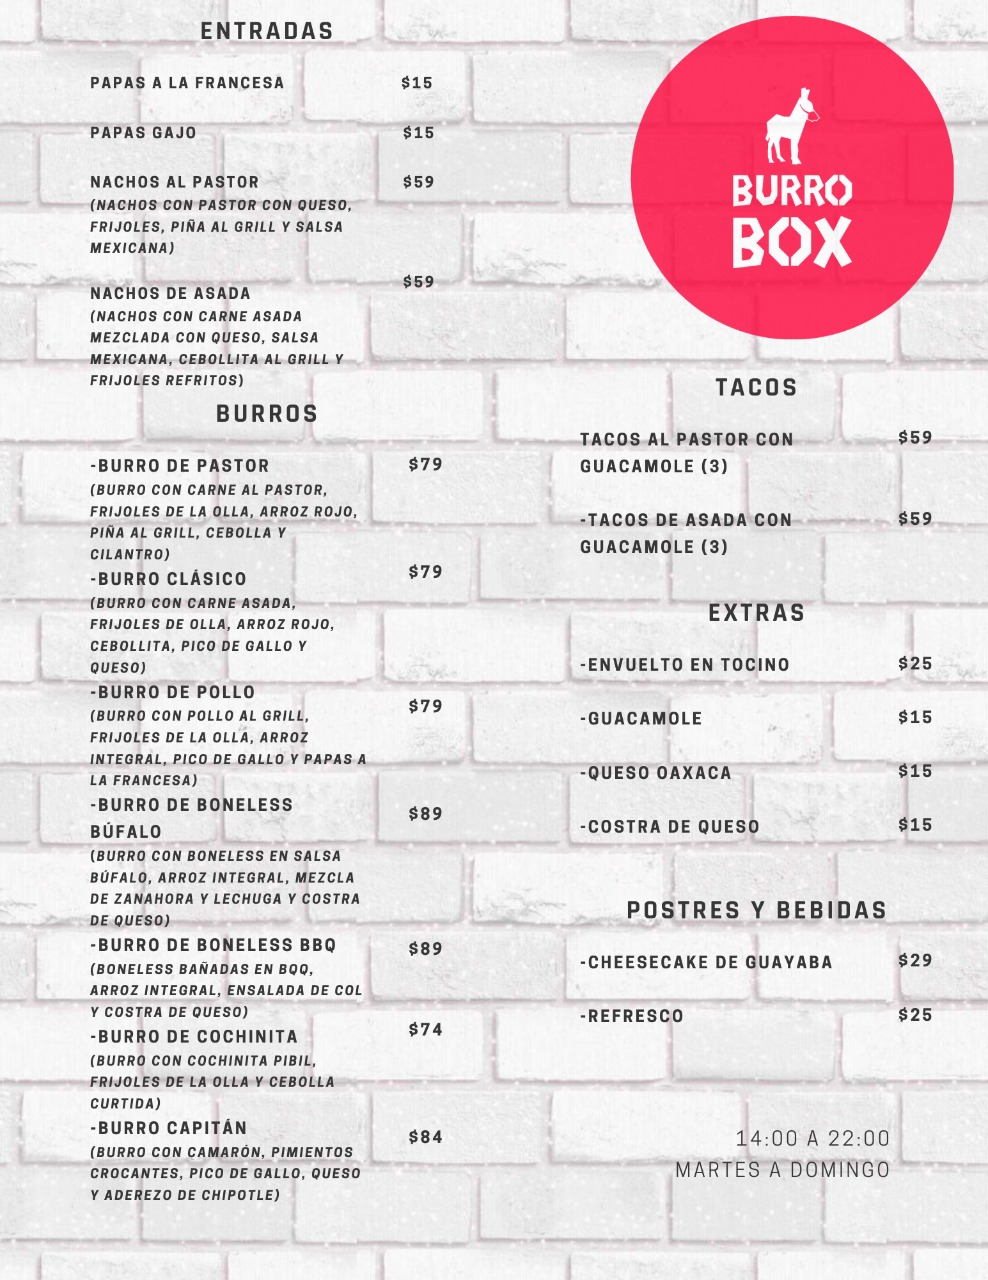 ENTRADAS
PAPAS A LA FRANCESA $15
PAPAS GAJO $15
NACHOS AL PASTOR $59
(NACHOS CON PASTOR CON QUESO,
FRIJOLES, PIÑA AL GRILL Y SALSA
MEXICANA)
NACHOS DE ASADA $59
(NACHOS CON CARNE ASADA
MEZCLADA CON QUESO, SALSA
MEXICANA, CEBOLLITA AL GRILL Y
FRIJOLES REFRITOS)
BURROS
-BURRO DE PASTOR $79
(BURRO CON CARNE AL PASTOR,
FRIJOLES DE LA OLLA, ARROZ ROJO,
PIÑA AL GRILL, CEBOLLA Y
CILANTRO)
-BURRO CLÁSICO $79
(BURRO CON CARNE ASADA,
FRIJOLES DE OLLA, ARROZ ROJO,
CEBOLLITA, PICO DE GALLO Y
QUESO)
-BURRO DE POLLO $79
(BURRO CON POLLO AL GRILL,
FRIJOLES DE LA OLLA, ARROZ
INTEGRAL, PICO DE GALLO Y PAPAS A
LA FRANCESA)
-BURRO DE BONELESS $89
BÚFALO
(BURRO CON BONELESS EN SALSA
BÚFALO, ARROZ INTEGRAL, MEZCLA
DE ZANAHORA Y LECHUGA Y COSTRA
DE QUESO)
-BURRO DE BONELESS BBQ $89
(BONELESS BAÑADAS EN BQQ,
ARROZ INTEGRAL, ENSALADA DE COL
Y COSTRA DE QUESO)
-BURRO DE COCHINITA $74
(BURRO CON COCHINITA PIBIL,
FRIJOLES DE LA OLLA Y CEBOLLA
CURTIDA)
-BURRO CAPITÁN $84
(BURRO CON CAMARÓN, PIMIENTOS
CROCANTES, PICO DE GALLO, QUESO
Y ADEREZO DE CHIPOTLE)
BURRO
BOX
TACOS
TACOS AL PASTOR CON $59
GUACAMOLE (3)
-TACOS DE ASADA CON $59
GUACAMOLE (3)
EXTRAS
-ENVUELTO EN TOCINO $25
-GUACAMOLE $15
-QUESO OAXACA $15
-COSTRA DE QUESO $15
POSTRES Y BEBIDAS
-CHEESECAKE DE GUAYABA $29
-REFRESCO $25
14:00 A 22:00
MARTES A DOMINGO